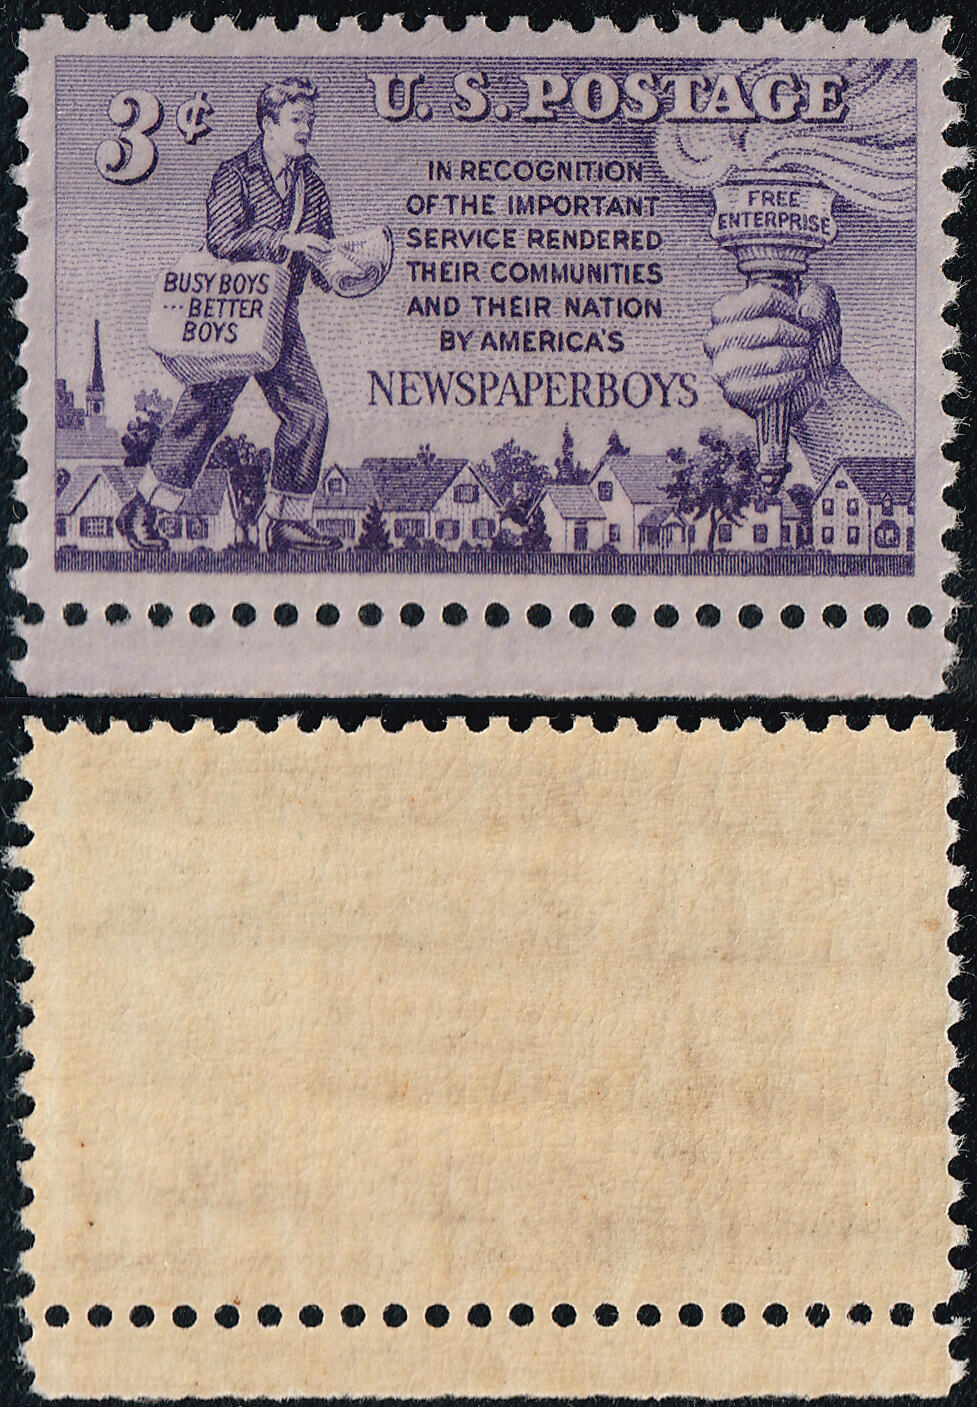 3¢
U. S. POSTAGE
IN RECOGNITION
OF THE IMPORTANT
SERVICE RENDERED
THEIR COMMUNITIES
AND THEIR NATION
BY AMERICA'S
NEWSPAPERBOYS
FREE
ENTERPRISE
BUSY BOYS
...BETTER
BOYS